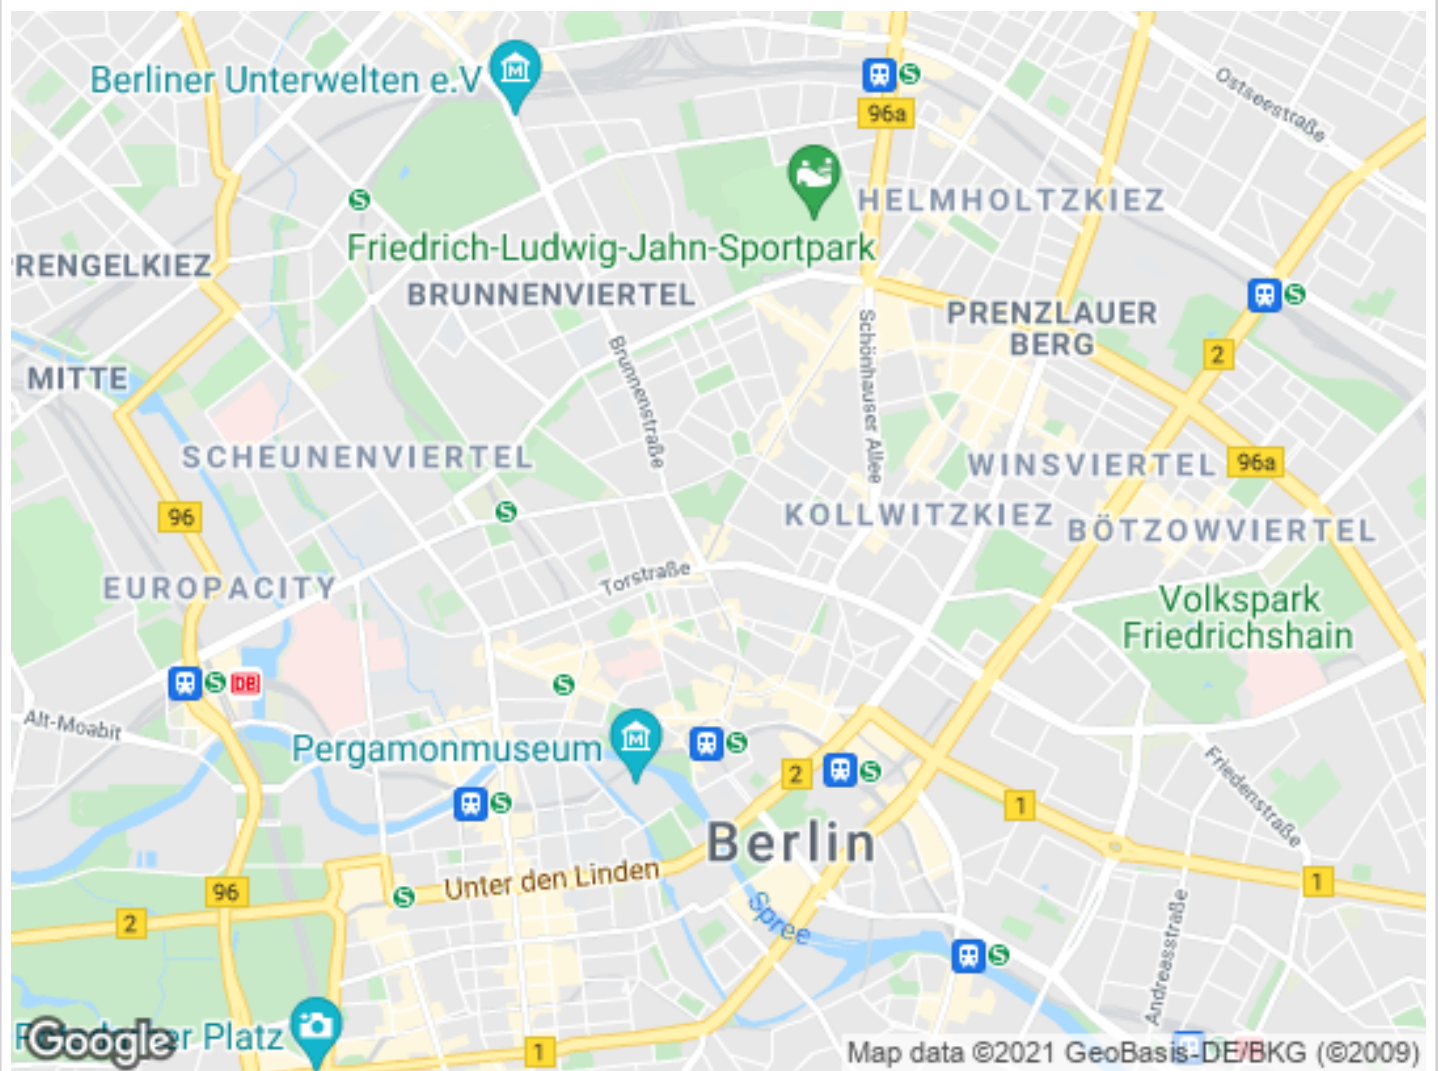 Berliner Unterwelten e.V
M
S
96a
Ostseestraße
S
HELMHOLTZKIEZ
Friedrich-Ludwig-Jahn-Sportpark
RENGELKIEZ
BRUNNENVIERTEL
S
PRENZLAUER
BERG
Schönhauser Allee
Brunnenstraße
2
MITTE
SCHEUNENVIERTEL
WINSVIERTEL
96a
96
S
KOLLWITZKIEZ
BÖTZOWVIERTEL
EUROPACITY
Torstraße
Volkspark
Friedrichshain
S
DB
S
Alt-Moabit
Pergamonmuseum
M
S
2
S
S
1
Friedenstraße
Berlin
Unter den Linden
96
S
1
2
Spree
Andreasstraße
S
er Platz
Google
1
Map data ©2021 GeoBasis-DE/BKG (©2009)